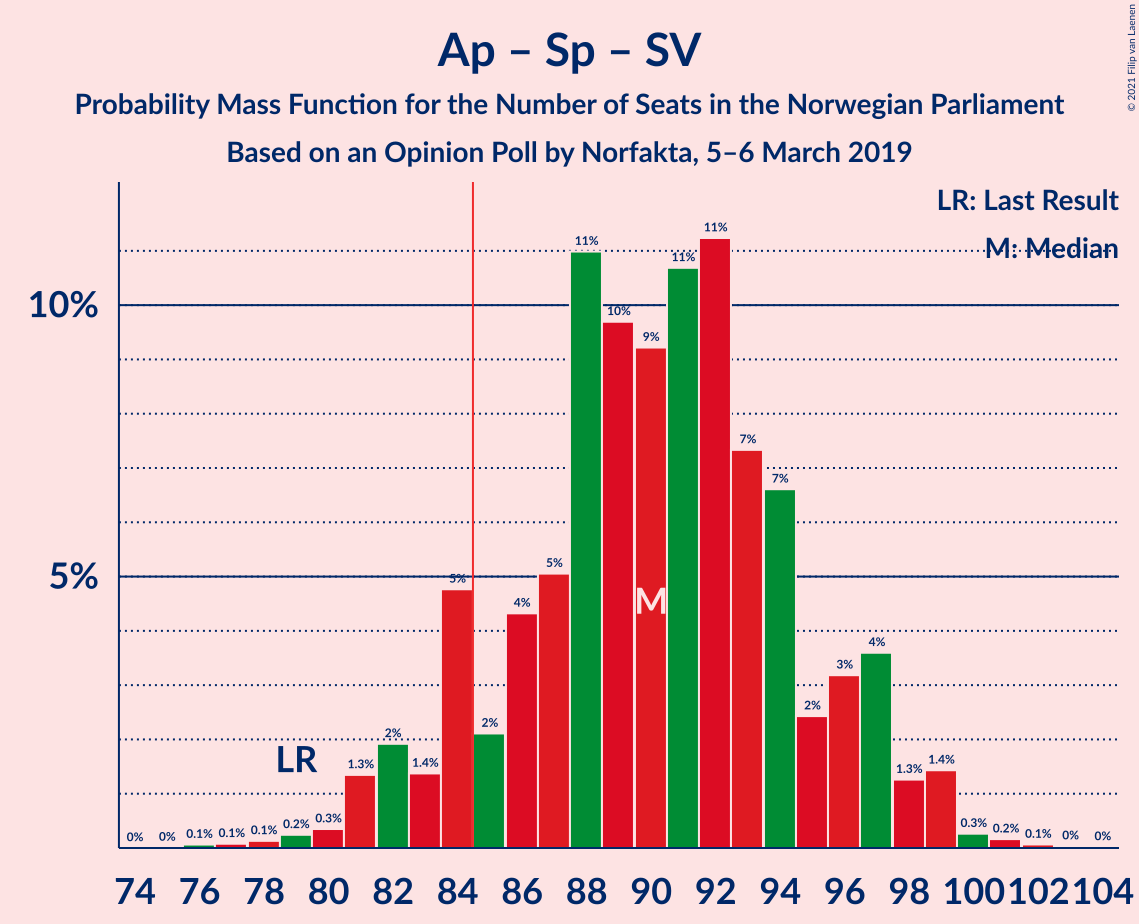 Ap – Sp – SV
Probability Mass Function for the Number of Seats in the Norwegian Parliament
Based on an Opinion Poll by Norfakta, 5–6 March 2019
© 2021 Filip van Laenen
LR: Last Result
M: Median
10%
5%
0% 0% 0.1% 0.1% 0.1% 0.2% 0.3% 1.3% 2% 1.4% 5% 2% 4% 5% 11% 10% 9% 11% 11% 7% 7% 2% 3% 4% 1.3% 1.4% 0.3% 0.2% 0.1% 0% 0%
LR
M
74 76 78 80 82 84 86 88 90 92 94 96 98 100 102 104